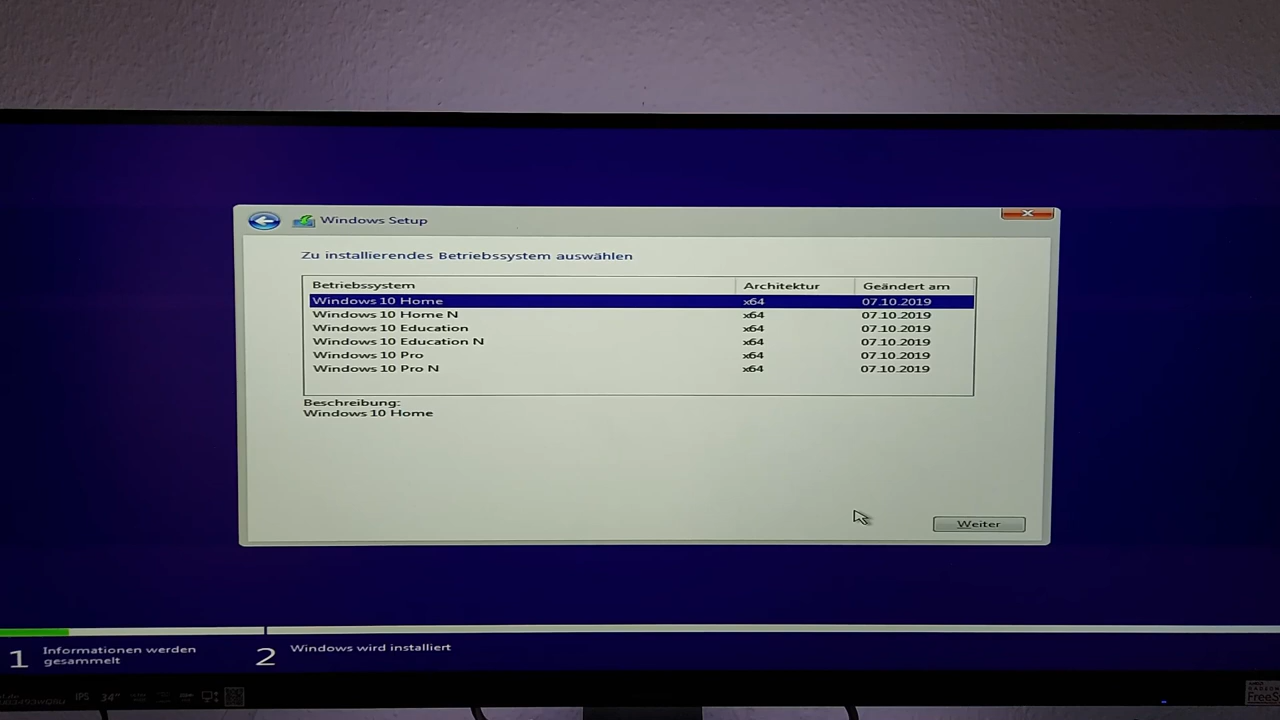 Windows Setup
Zu installierendes Betriebssystem auswählen
Betriebssystem Architektur Geändert am
Windows 10 Home x64 07.10.2019
Windows 10 Home N x64 07.10.2019
Windows 10 Education x64 07.10.2019
Windows 10 Education N x64 07.10.2019
Windows 10 Pro x64 07.10.2019
Windows 10 Pro N x64 07.10.2019
Beschreibung:
Windows 10 Home
Weiter
1 Informationen werden
gesammelt
2 Windows wird installiert
IPS 34"